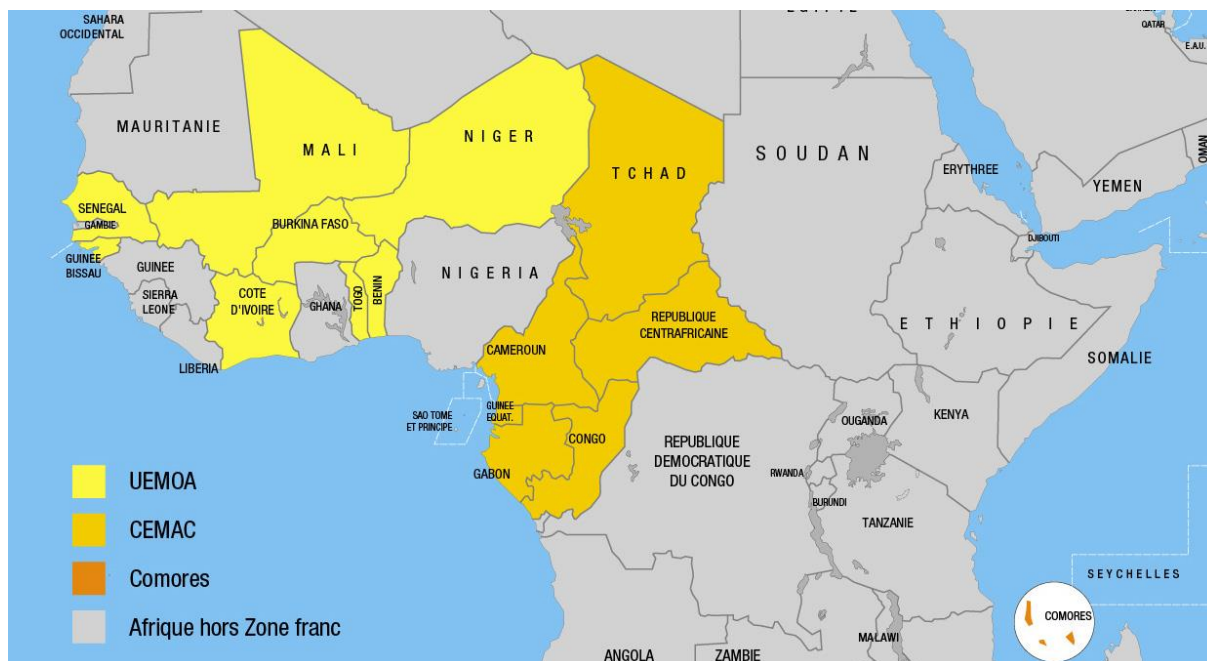 SAHARA
OCCIDENTAL
QATAR
E.A.U.
MAURITANIE
MALI
NIGER
TCHAD
SOUDAN
ERYTHREE
YEMEN
OMAN
SENEGAL
GAMBIE
BURKINA FASO
DJIBOUTI
GUINEE
BISSAU
GUINEE
NIGERIA
SIERRA
LEONE
COTE
D'IVOIRE
GHANA
TOGO
BENIN
REPUBLIQUE
CENTRAFRICAINE
ETHIOPIE
CAMEROUN
SOMALIE
LIBERIA
SAO TOME
ET PRINCIPE
GUINEE
EQUAT.
CONGO
OUGANDA
KENYA
GABON
REPUBLIQUE
DEMOCRATIQUE
DU CONGO
RWANDA
BURUNDI
TANZANIE
SEYCHELLES
COMORES
MALAWI
ANGOLA
ZAMBIE
UEMOA
CEMAC
Comores
Afrique hors Zone franc